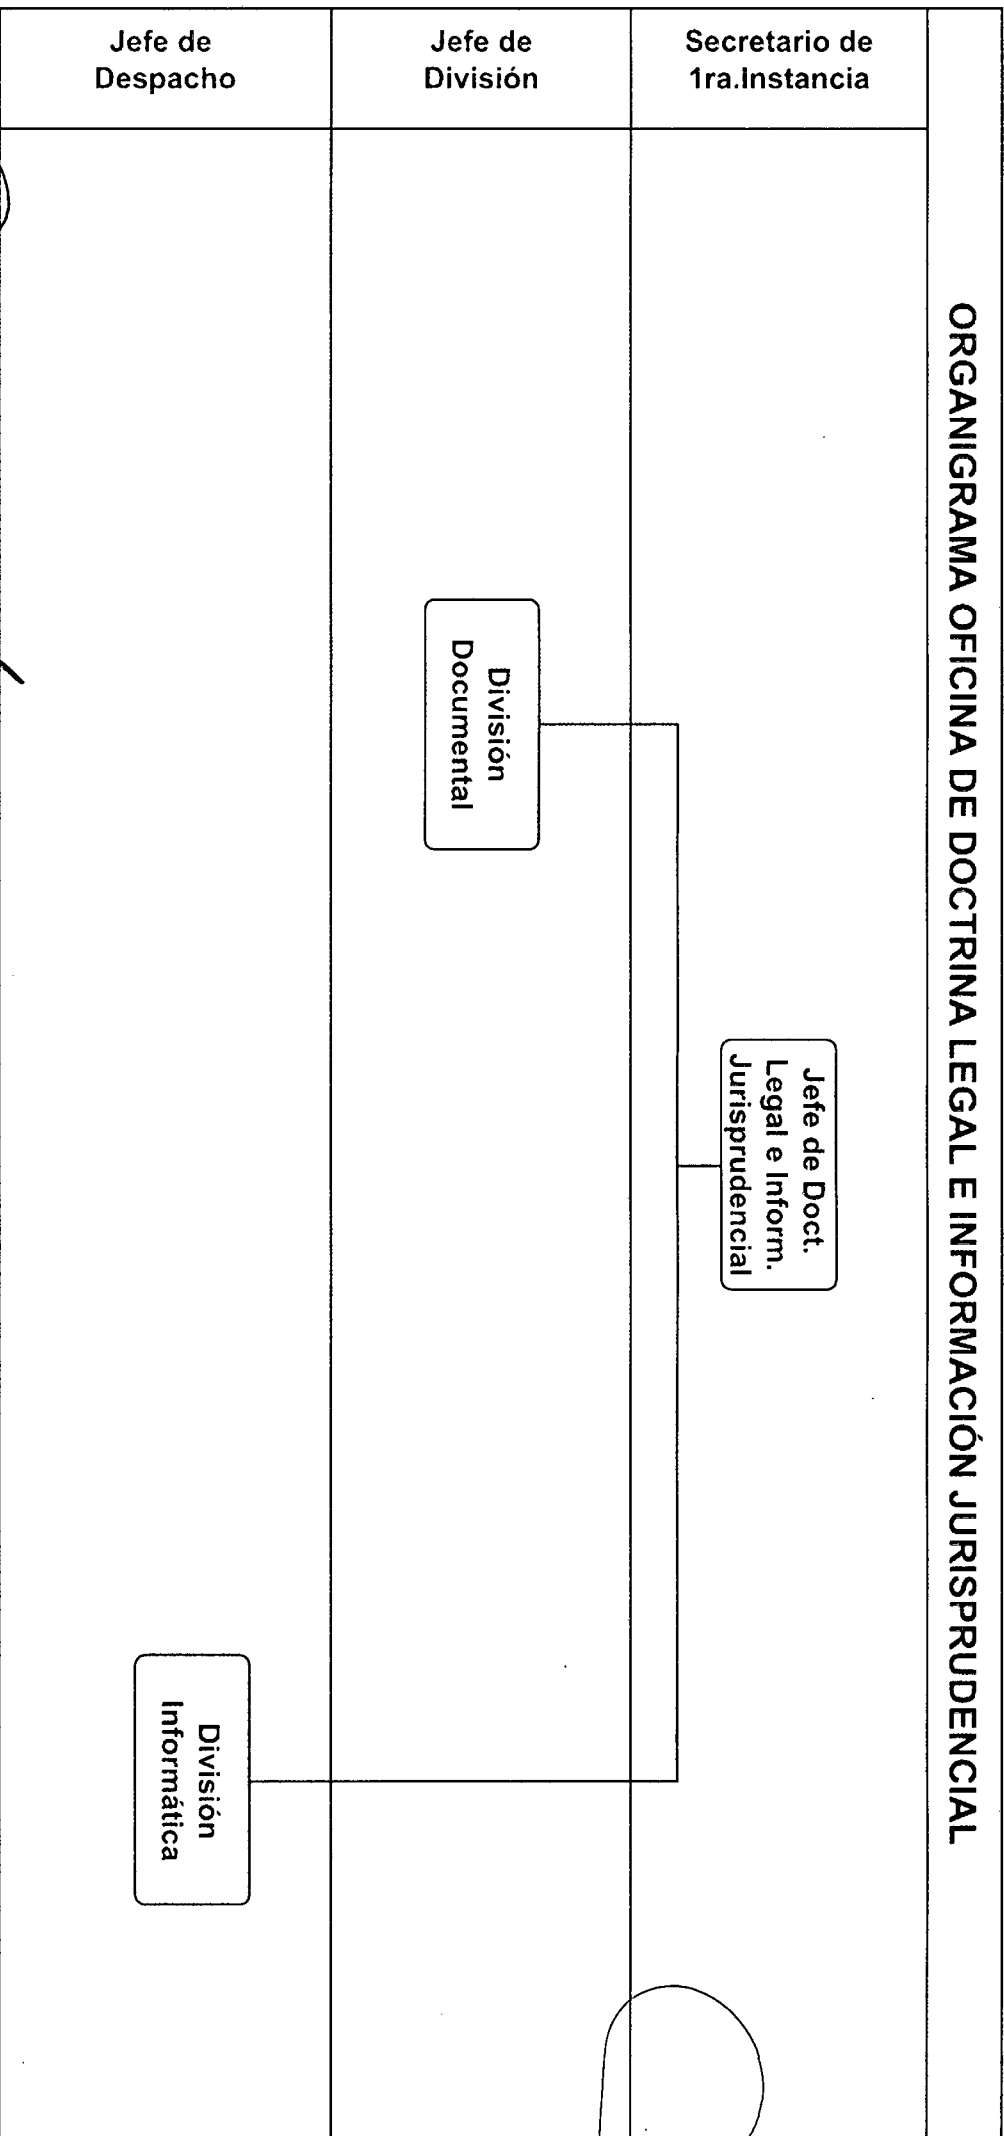 ORGANIGRAMA OFICINA DE DOCTRINA LEGAL E INFORMACIÓN JURISPRUDENCIAL
Secretario de
1ra.Instancia
Jefe de Doct.
Legal e Inform.
Jurisprudencial
Jefe de
División
División
Documental
Jefe de
Despacho
División
Informática